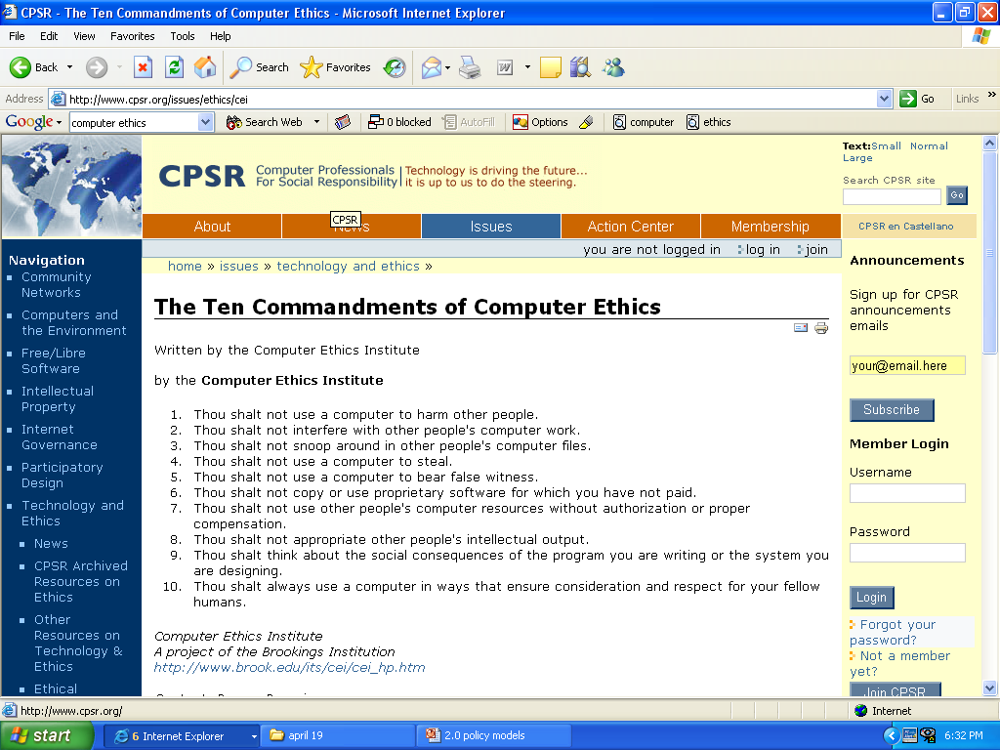 CPSR - The Ten Commandments of Computer Ethics - Microsoft Internet Explorer
File Edit View Favorites Tools Help
Back Search Favorites
Address http://www.cpsr.org/issues/ethics/cei Go Links »
Google computer ethics Search Web 0 blocked AutoFill Options computer ethics
CPSR
Computer Professionals
For Social Responsibility
Technology is driving the future...
it is up to us to do the steering.
Text: Small Normal
Large
Search CPSR site
Go
CPSR
About News Issues Action Center Membership CPSR en Castellano
you are not logged in log in join
home » issues » technology and ethics »
Navigation
Community
Networks
Computers and
the Environment
Free/Libre
Software
Intellectual
Property
Internet
Governance
Participatory
Design
Technology and
Ethics
News
CPSR Archived
Resources on
Ethics
Other
Resources on
Technology &
Ethics
Ethical
The Ten Commandments of Computer Ethics
Written by the Computer Ethics Institute
by the Computer Ethics Institute
1. Thou shalt not use a computer to harm other people.
2. Thou shalt not interfere with other people's computer work.
3. Thou shalt not snoop around in other people's computer files.
4. Thou shalt not use a computer to steal.
5. Thou shalt not use a computer to bear false witness.
6. Thou shalt not copy or use proprietary software for which you have not paid.
7. Thou shalt not use other people's computer resources without authorization or proper
compensation.
8. Thou shalt not appropriate other people's intellectual output.
9. Thou shalt think about the social consequences of the program you are writing or the system you
are designing.
10. Thou shalt always use a computer in ways that ensure consideration and respect for your fellow
humans.
Computer Ethics Institute
A project of the Brookings Institution
http://www.brook.edu/its/cei/cei_hp.htm
Announcements
Sign up for CPSR
announcements
emails
your@email.here
Subscribe
Member Login
Username
Password
Login
Forgot your
password?
Not a member
yet?
Join CPSR
http://www.cpsr.org/ Internet
start 6 Internet Explorer april 19 2.0 policy models 6:32 PM